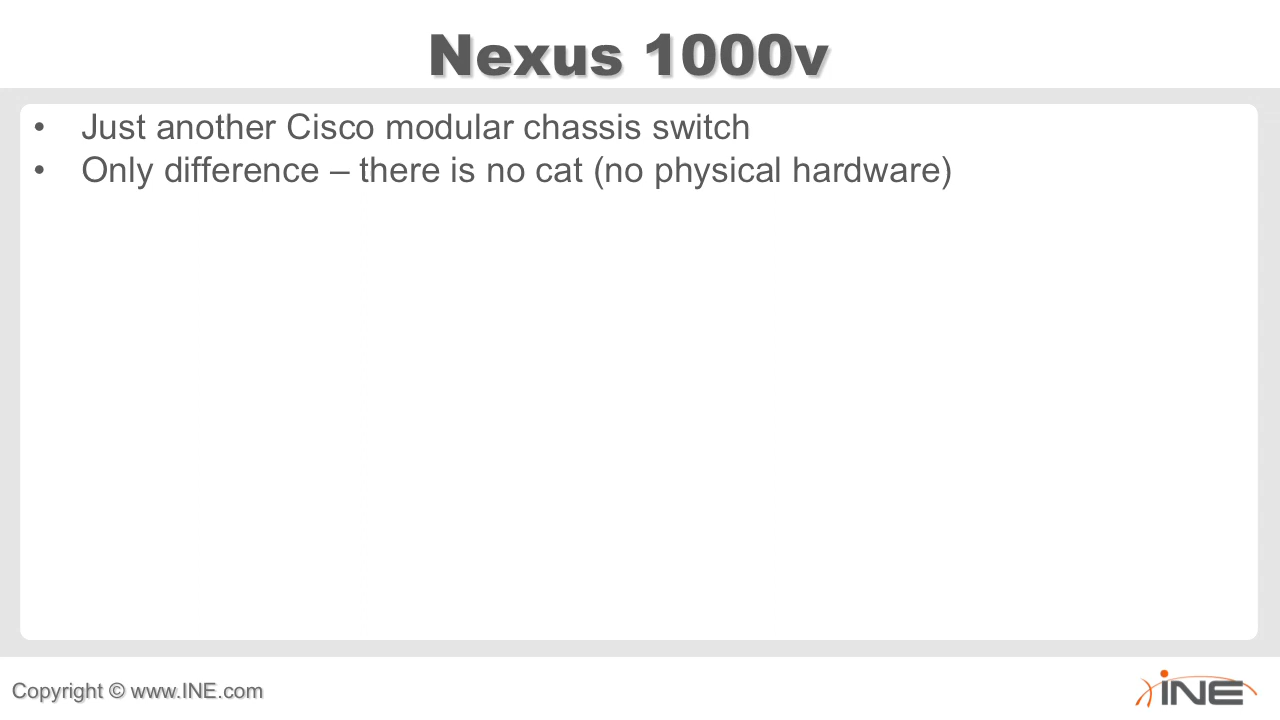 Nexus 1000v
• Just another Cisco modular chassis switch
• Only difference – there is no cat (no physical hardware)
Copyright © www.INE.com
iNE